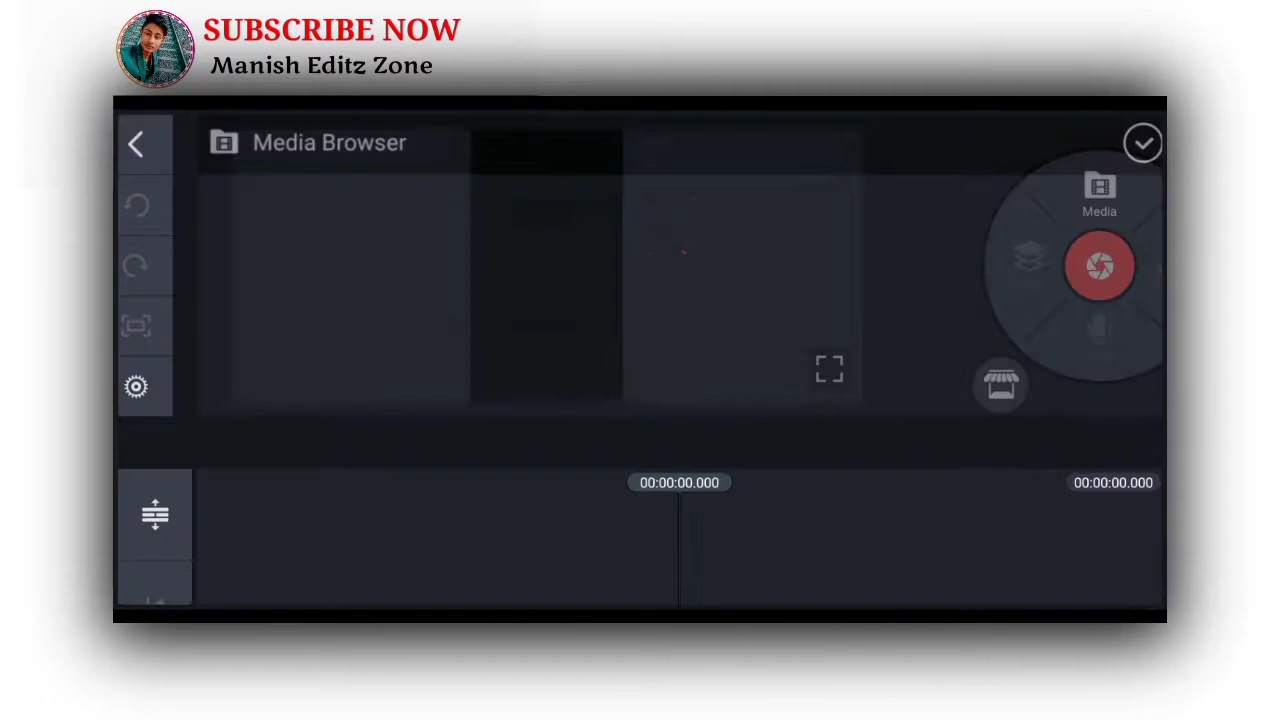 SUBSCRIBE NOW
Manish Editz Zone
Media Browser
Media
00:00:00.000
00:00:00.000